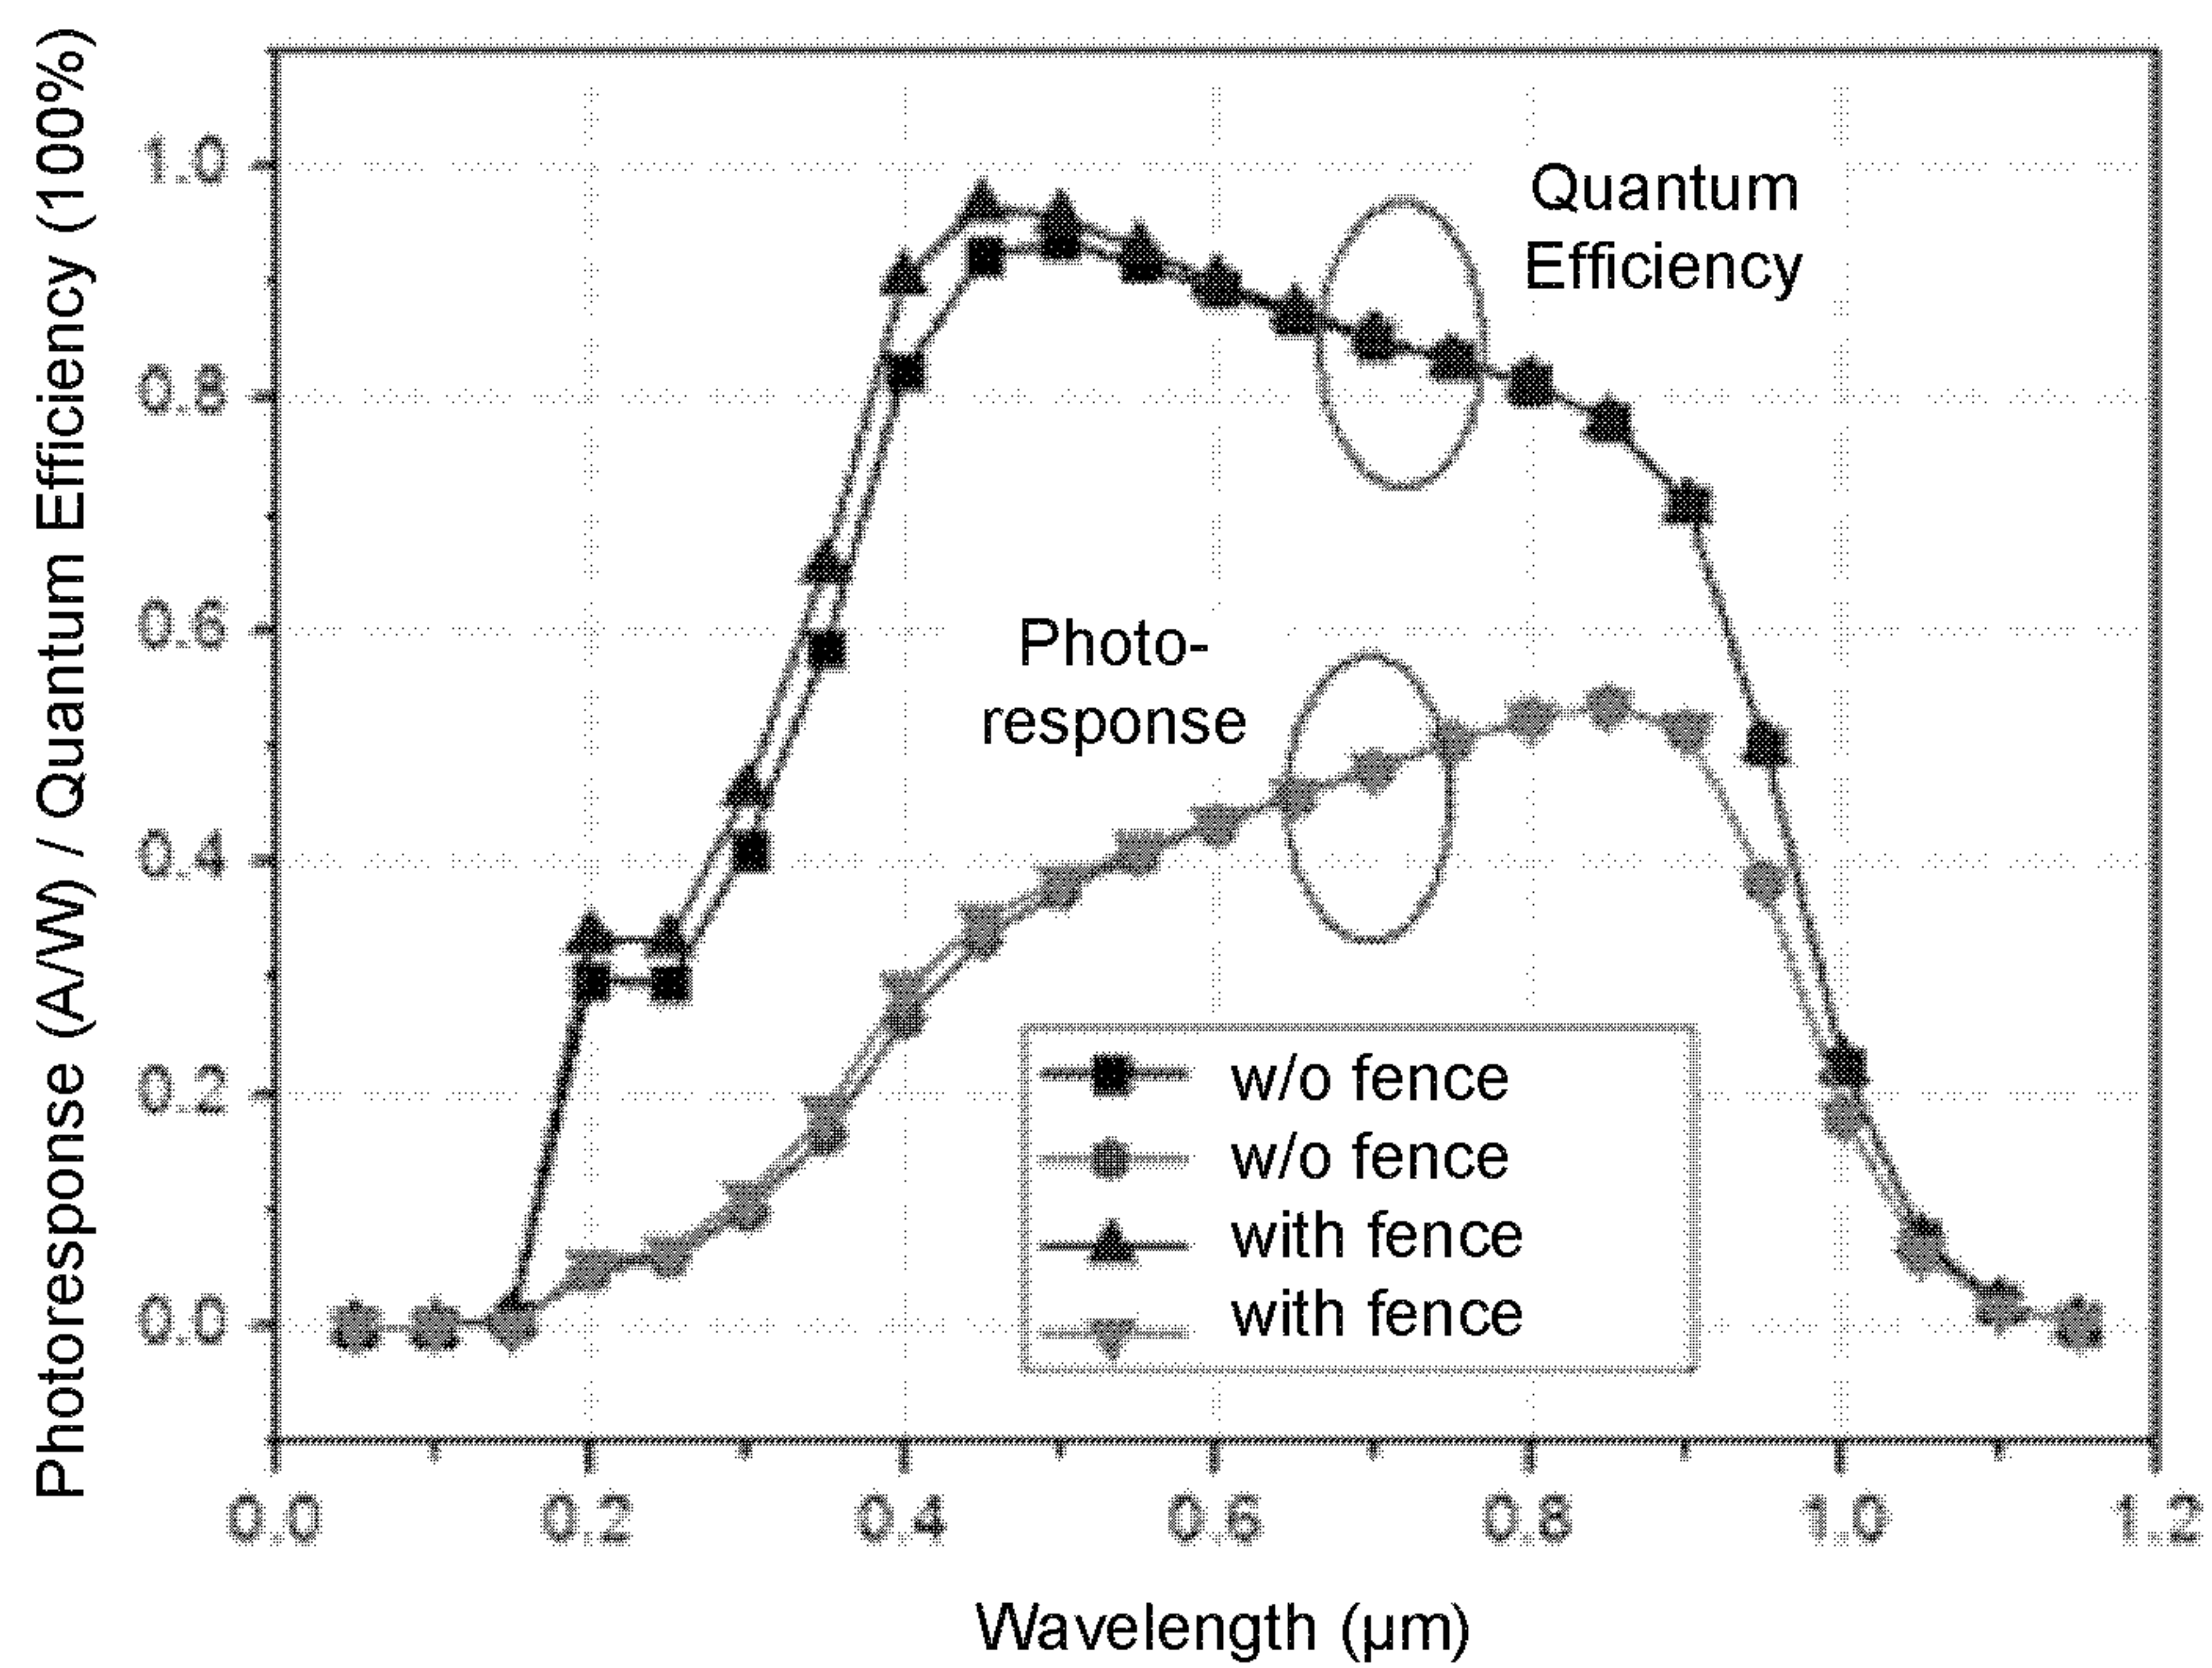 Photoresponse (A/W) / Quantum Efficiency (100%)
1.0
0.8
0.6
0.4
0.2
0.0
Quantum
Efficiency
Photo-
response
w/o fence
w/o fence
with fence
with fence
0.0 0.2 0.4 0.6 0.8 1.0 1.2
Wavelength (µm)